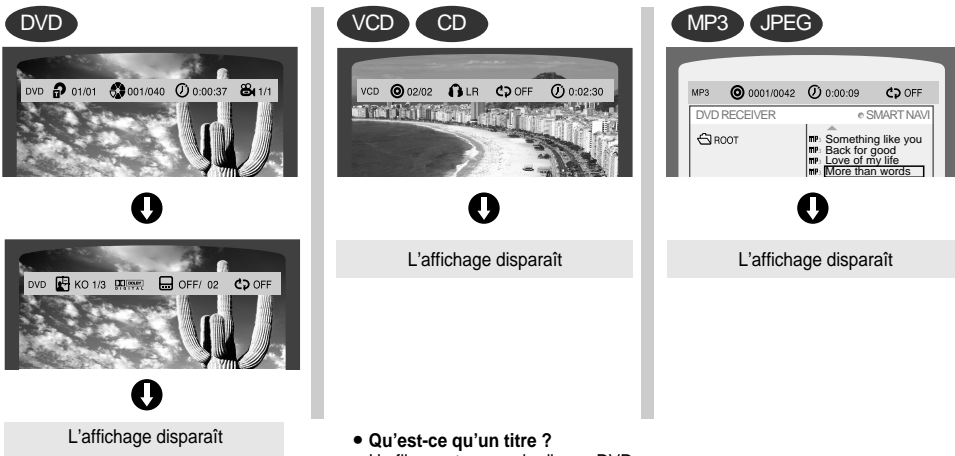 DVD
DVD 01/01 001/040 0:00:37 1/1
DVD KO 1/3 DOLBY DIGITAL OFF/ 02 OFF
L'affichage disparaît
VCD CD
VCD 02/02 LR OFF 0:02:30
L'affichage disparaît
• Qu'est-ce qu'un titre ?
MP3 JPEG
MP3 0001/0042 0:00:09 OFF
DVD RECEIVER SMART NAVI
ROOT
Something like you
Back for good
Love of my life
More than words
L'affichage disparaît